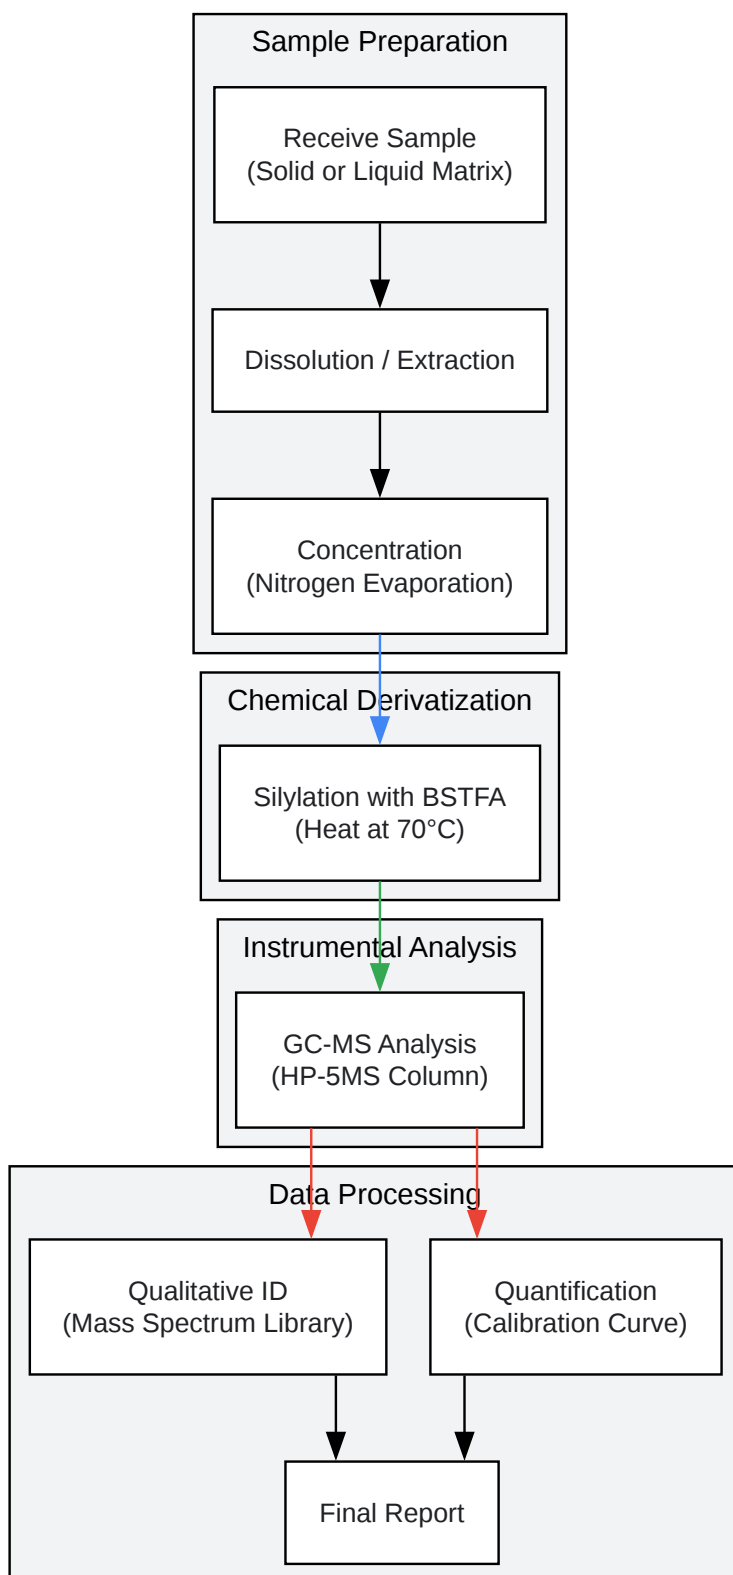 Sample Preparation
Receive Sample
(Solid or Liquid Matrix)
Dissolution / Extraction
Concentration
(Nitrogen Evaporation)
Chemical Derivatization
Silylation with BSTFA
(Heat at 70°C)
Instrumental Analysis
GC-MS Analysis
(HP-5MS Column)
Data Processing
Qualitative ID
(Mass Spectrum Library)
Quantification
(Calibration Curve)
Final Report